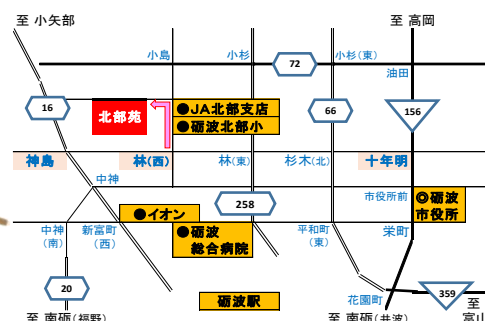 至 小矢部
至 高岡
小島
小杉
小杉(東)
72
油田
16
北部苑
●JA北部支店
●砺波北部小
66
156
神島
林(西)
林(東)
杉木(北)
十年明
中神
市役所前
◎砺波
市役所
258
●イオン
中神
(南)
新富町
(西)
●砺波
総合病院
平和町
(東)
栄町
20
砺波駅
花園町
359
至
富山
至 南砺(福野)
至 南砺(井波)